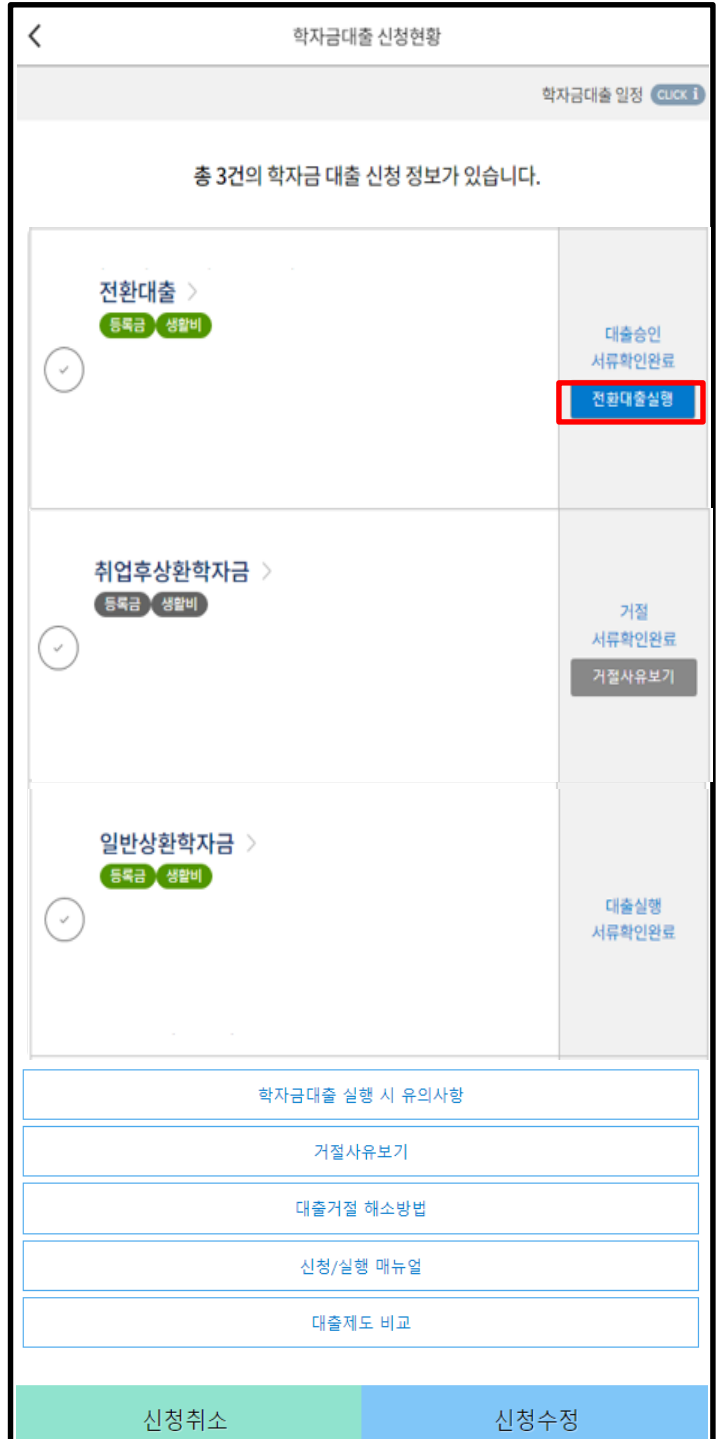 학자금대출 신청현황
학자금대출 일정 CLICK i
총 3건의 학자금 대출 신청 정보가 있습니다.
전환대출
등록금 생활비
대출승인
서류확인완료
전환대출실행
취업후상환학자금
등록금 생활비
거절
서류확인완료
거절사유보기
일반상환학자금
등록금 생활비
대출실행
서류확인완료
학자금대출 실행 시 유의사항
거절사유보기
대출거절 해소방법
신청/실행 매뉴얼
대출제도 비교
신청취소 신청수정